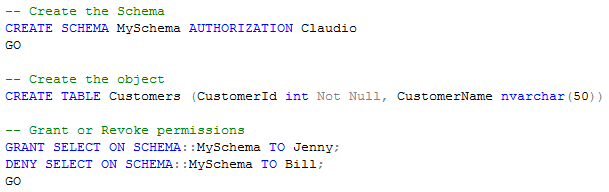 -- Create the Schema
CREATE SCHEMA MySchema AUTHORIZATION Claudio
GO
-- Create the object
CREATE TABLE Customers (CustomerId int Not Null, CustomerName nvarchar(50))
-- Grant or Revoke permissions
GRANT SELECT ON SCHEMA::MySchema TO Jenny;
DENY SELECT ON SCHEMA::MySchema TO Bill;
GO